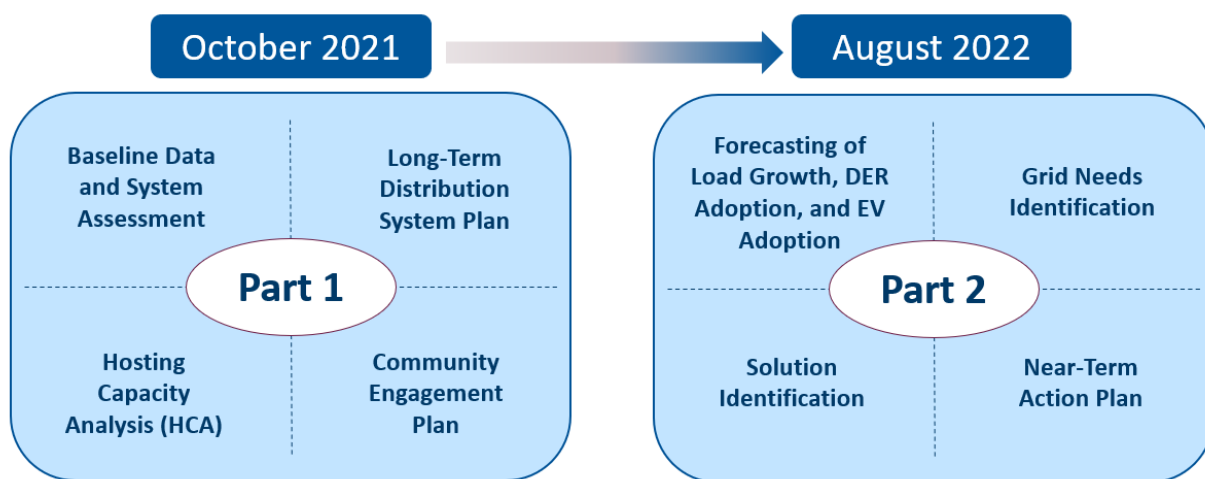 October 2021
August 2022
Baseline Data
and System
Assessment
Long-Term
Distribution
System Plan
Part 1
Hosting
Capacity
Analysis (HCA)
Community
Engagement
Plan
Forecasting of
Load Growth, DER
Adoption, and EV
Adoption
Grid Needs
Identification
Part 2
Solution
Identification
Near-Term
Action Plan